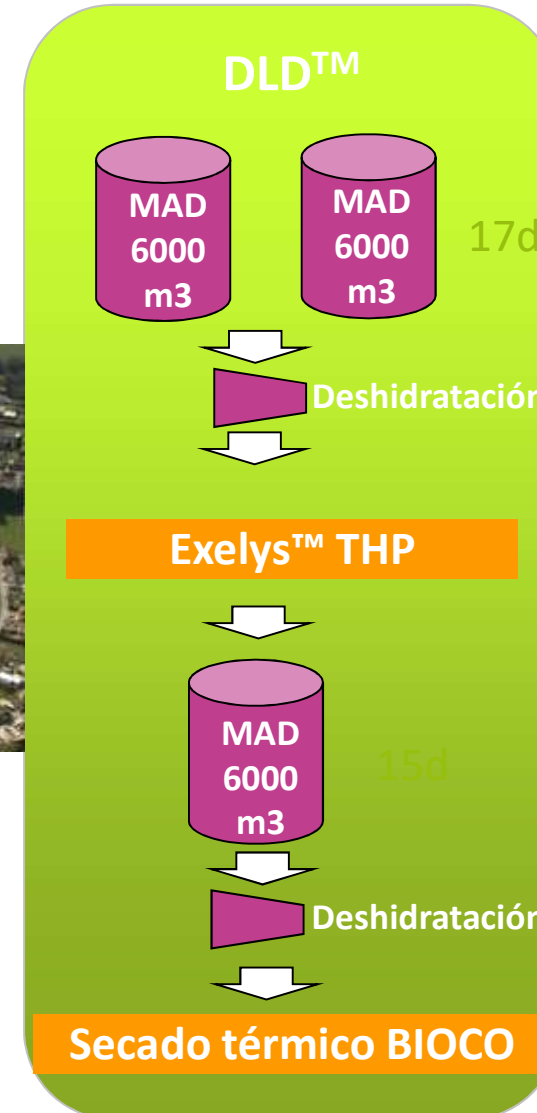 DLD™
MAD
6000
m3
MAD
6000
m3
17d
Deshidratación
Exelys™ THP
MAD
6000
m3
15d
Deshidratación
Secado térmico BIOCO